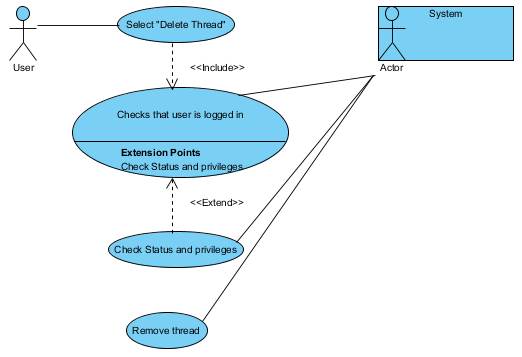 Select "Delete Thread"
System
User
<<Include>>
Actor
Checks that user is logged in
Extension Points
Check Status and privileges
<<Extend>>
Check Status and privileges
Remove thread